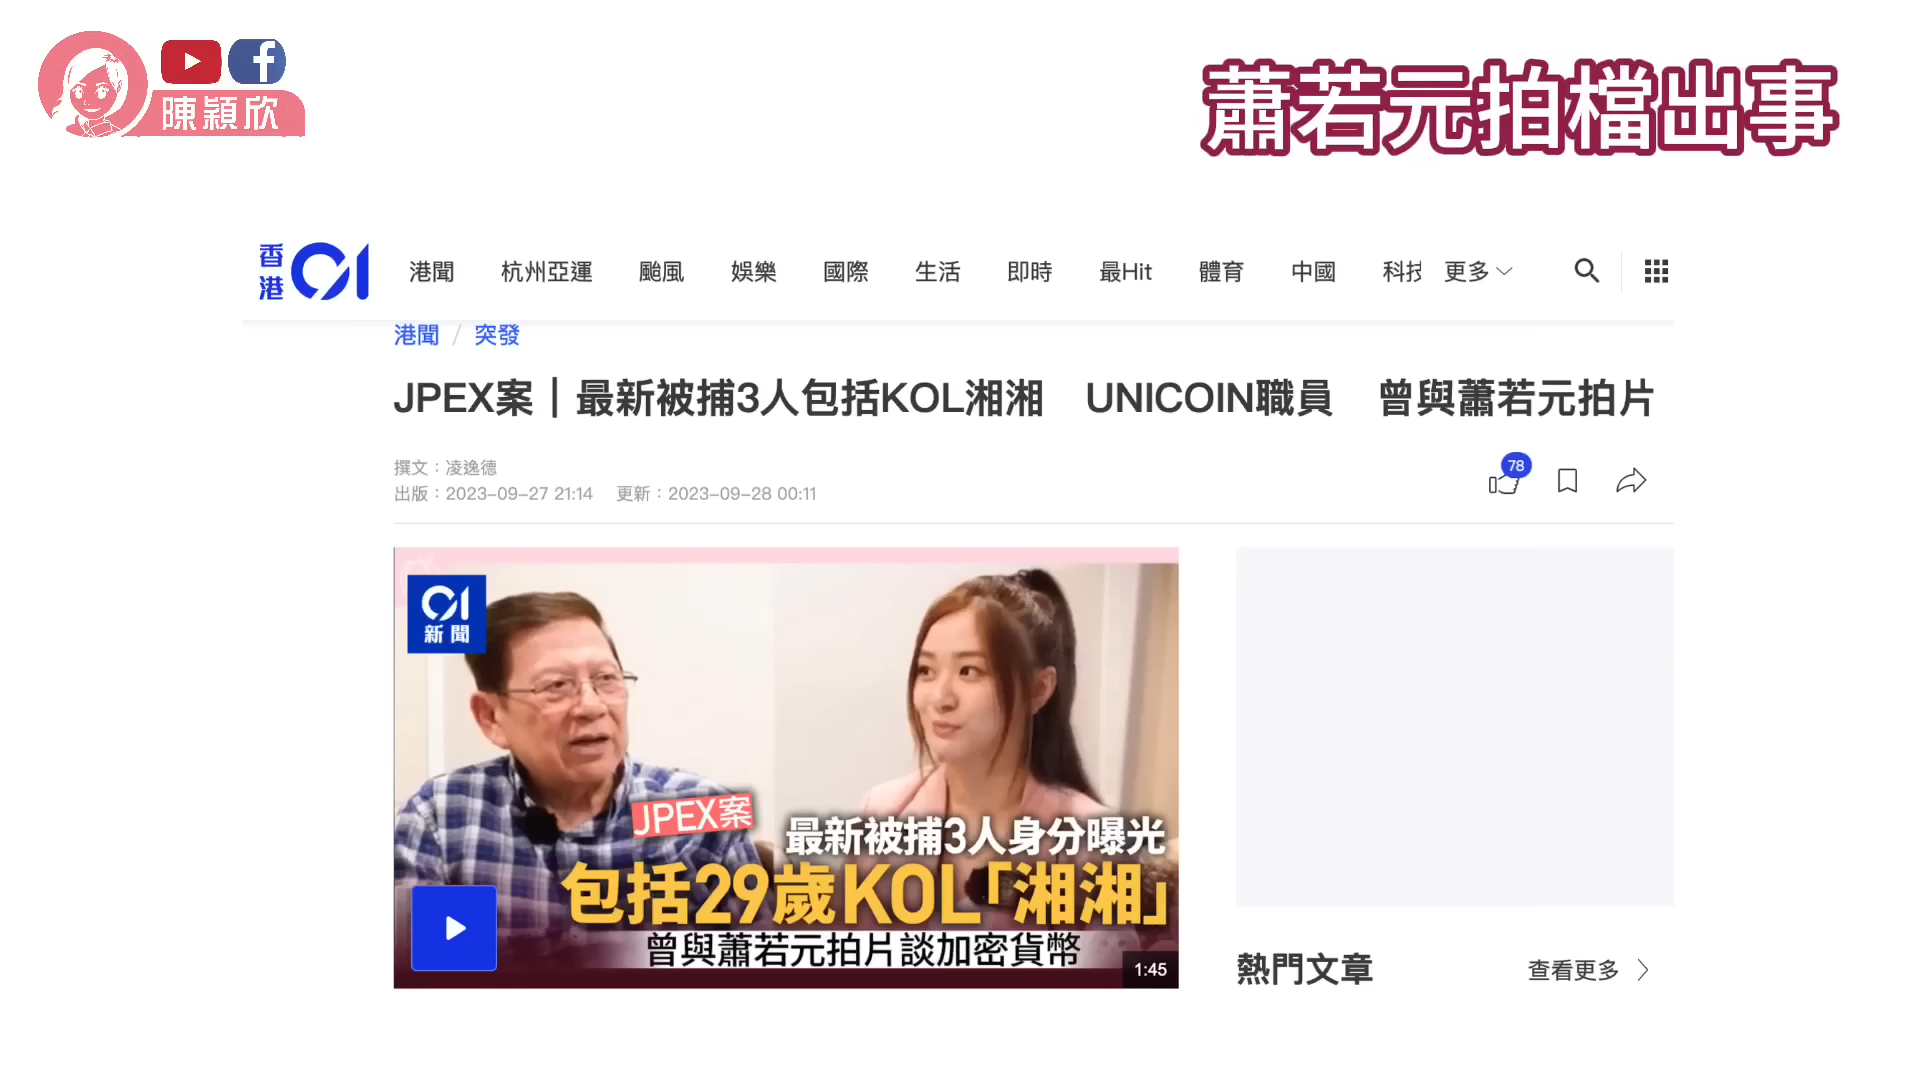 陳穎欣
蕭若元拍檔出事
香港01
港聞 杭州亞運 颱風 娛樂 國際 生活 即時 最Hit 體育 中國 科技 更多
港聞 / 突發
JPEX案｜最新被捕3人包括KOL湘湘 UNICOIN職員 曾與蕭若元拍片
撰文：凌逸德
出版：2023-09-27 21:14 更新：2023-09-28 00:11
78
01
新聞
JPEX案
最新被捕3人身分曝光
包括29歲KOL「湘湘」
曾與蕭若元拍片談加密貨幣
1:45
熱門文章 查看更多